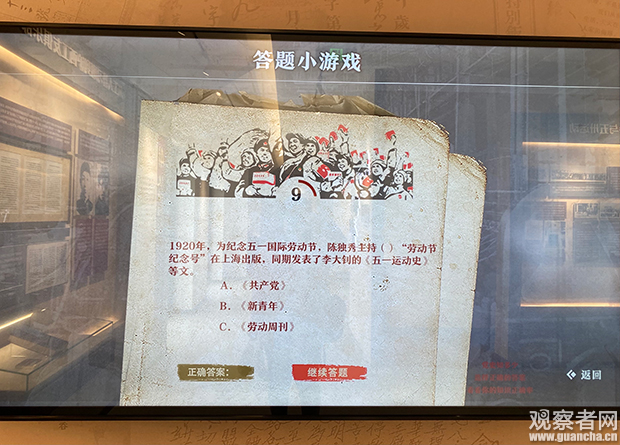 答题小游戏
9
1920年，为纪念五一国际劳动节，陈独秀主持（ ）“劳动节
纪念号”在上海出版，同期发表了李大钊的《五一运动史》
等文。
A. 《共产党》
B. 《新青年》
C. 《劳动周刊》
正确答案：
继续答题
返回
观察者网
www.guancha.cn